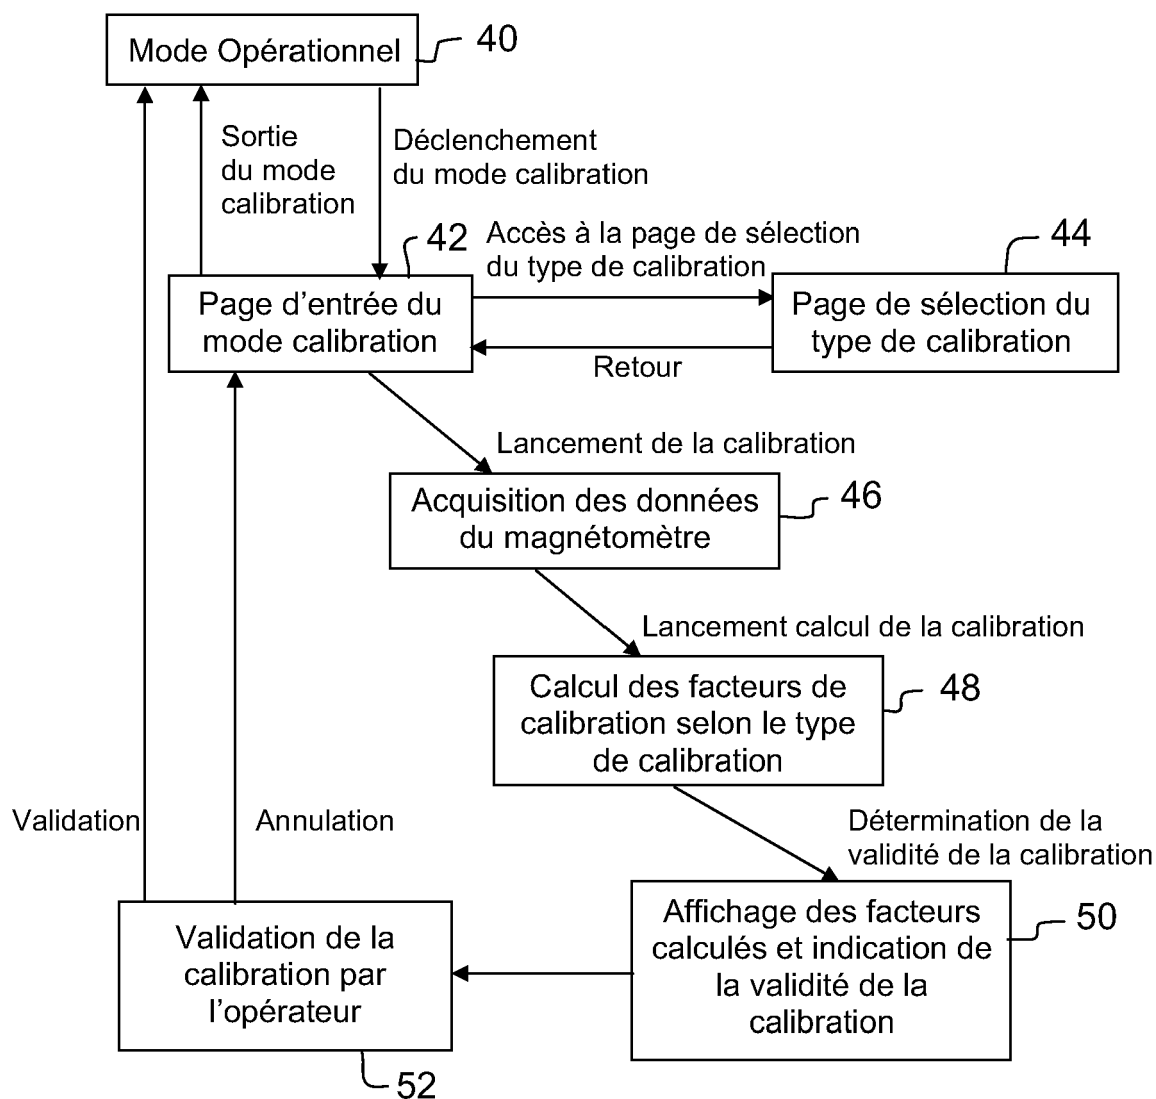 Mode Opérationnel
40
Sortie
du mode
calibration
Déclenchement
du mode calibration
42
Accès à la page de sélection
du type de calibration
44
Page d'entrée du
mode calibration
Page de sélection du
type de calibration
Retour
Lancement de la calibration
Acquisition des données
du magnétomètre
46
Lancement calcul de la calibration
Calcul des facteurs de
calibration selon le type
de calibration
48
Validation
Annulation
Détermination de la
validité de la calibration
Affichage des facteurs
calculés et indication de
la validité de la
calibration
50
Validation de la
calibration par
l'opérateur
52